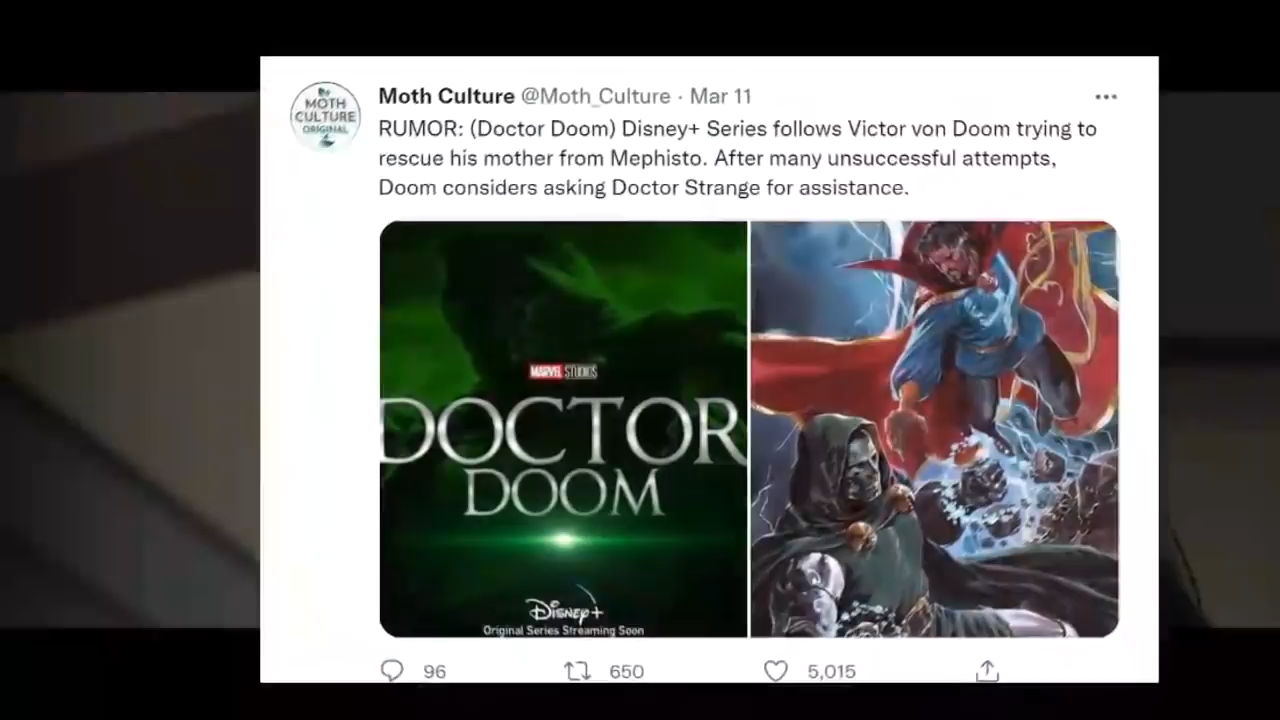 Moth Culture @Moth_Culture · Mar 11
MOTH
CULTURE
ORIGINAL
RUMOR: (Doctor Doom) Disney+ Series follows Victor von Doom trying to
rescue his mother from Mephisto. After many unsuccessful attempts,
Doom considers asking Doctor Strange for assistance.
MARVEL STUDIOS
DOCTOR
DOOM
Disney+
Original Series Streaming Soon
96 650 5,015